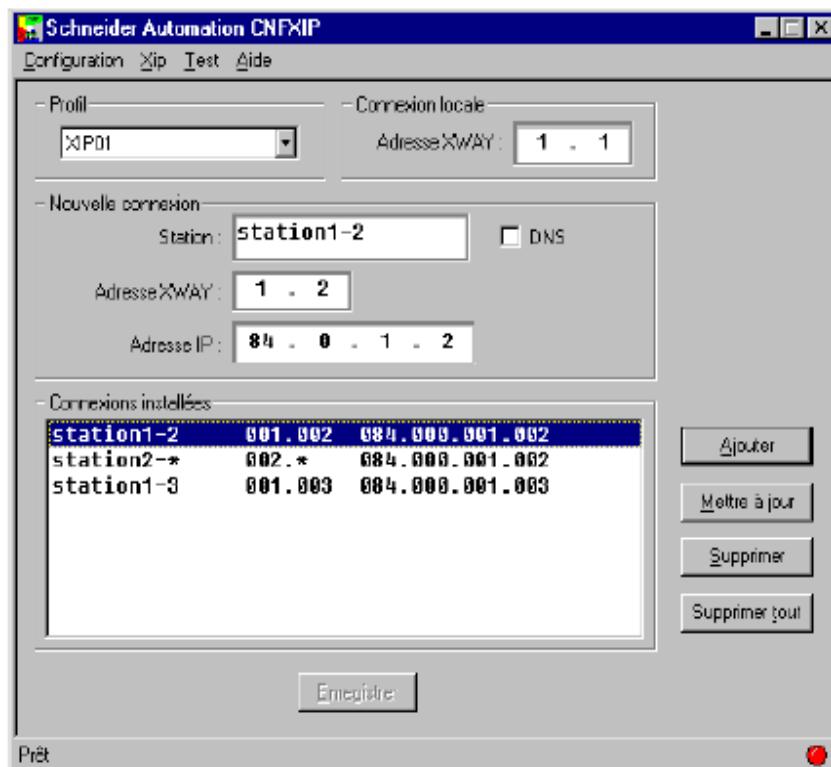 Schneider Automation CNFXIP
Configuration Xip Test Aide
Profil
XIP01
Connexion locale
Adresse XWAY : 1 . 1
Nouvelle connexion
Station : station1-2
DNS
Adresse XWAY : 1 . 2
Adresse IP : 84 . 0 . 1 . 2
Connexions installées
station1-2 001.002 084.000.001.002
station2-* 002.* 084.000.001.002
station1-3 001.003 084.000.001.003
Ajouter
Mettre à jour
Supprimer
Supprimer tout
Enregistrer
Prêt